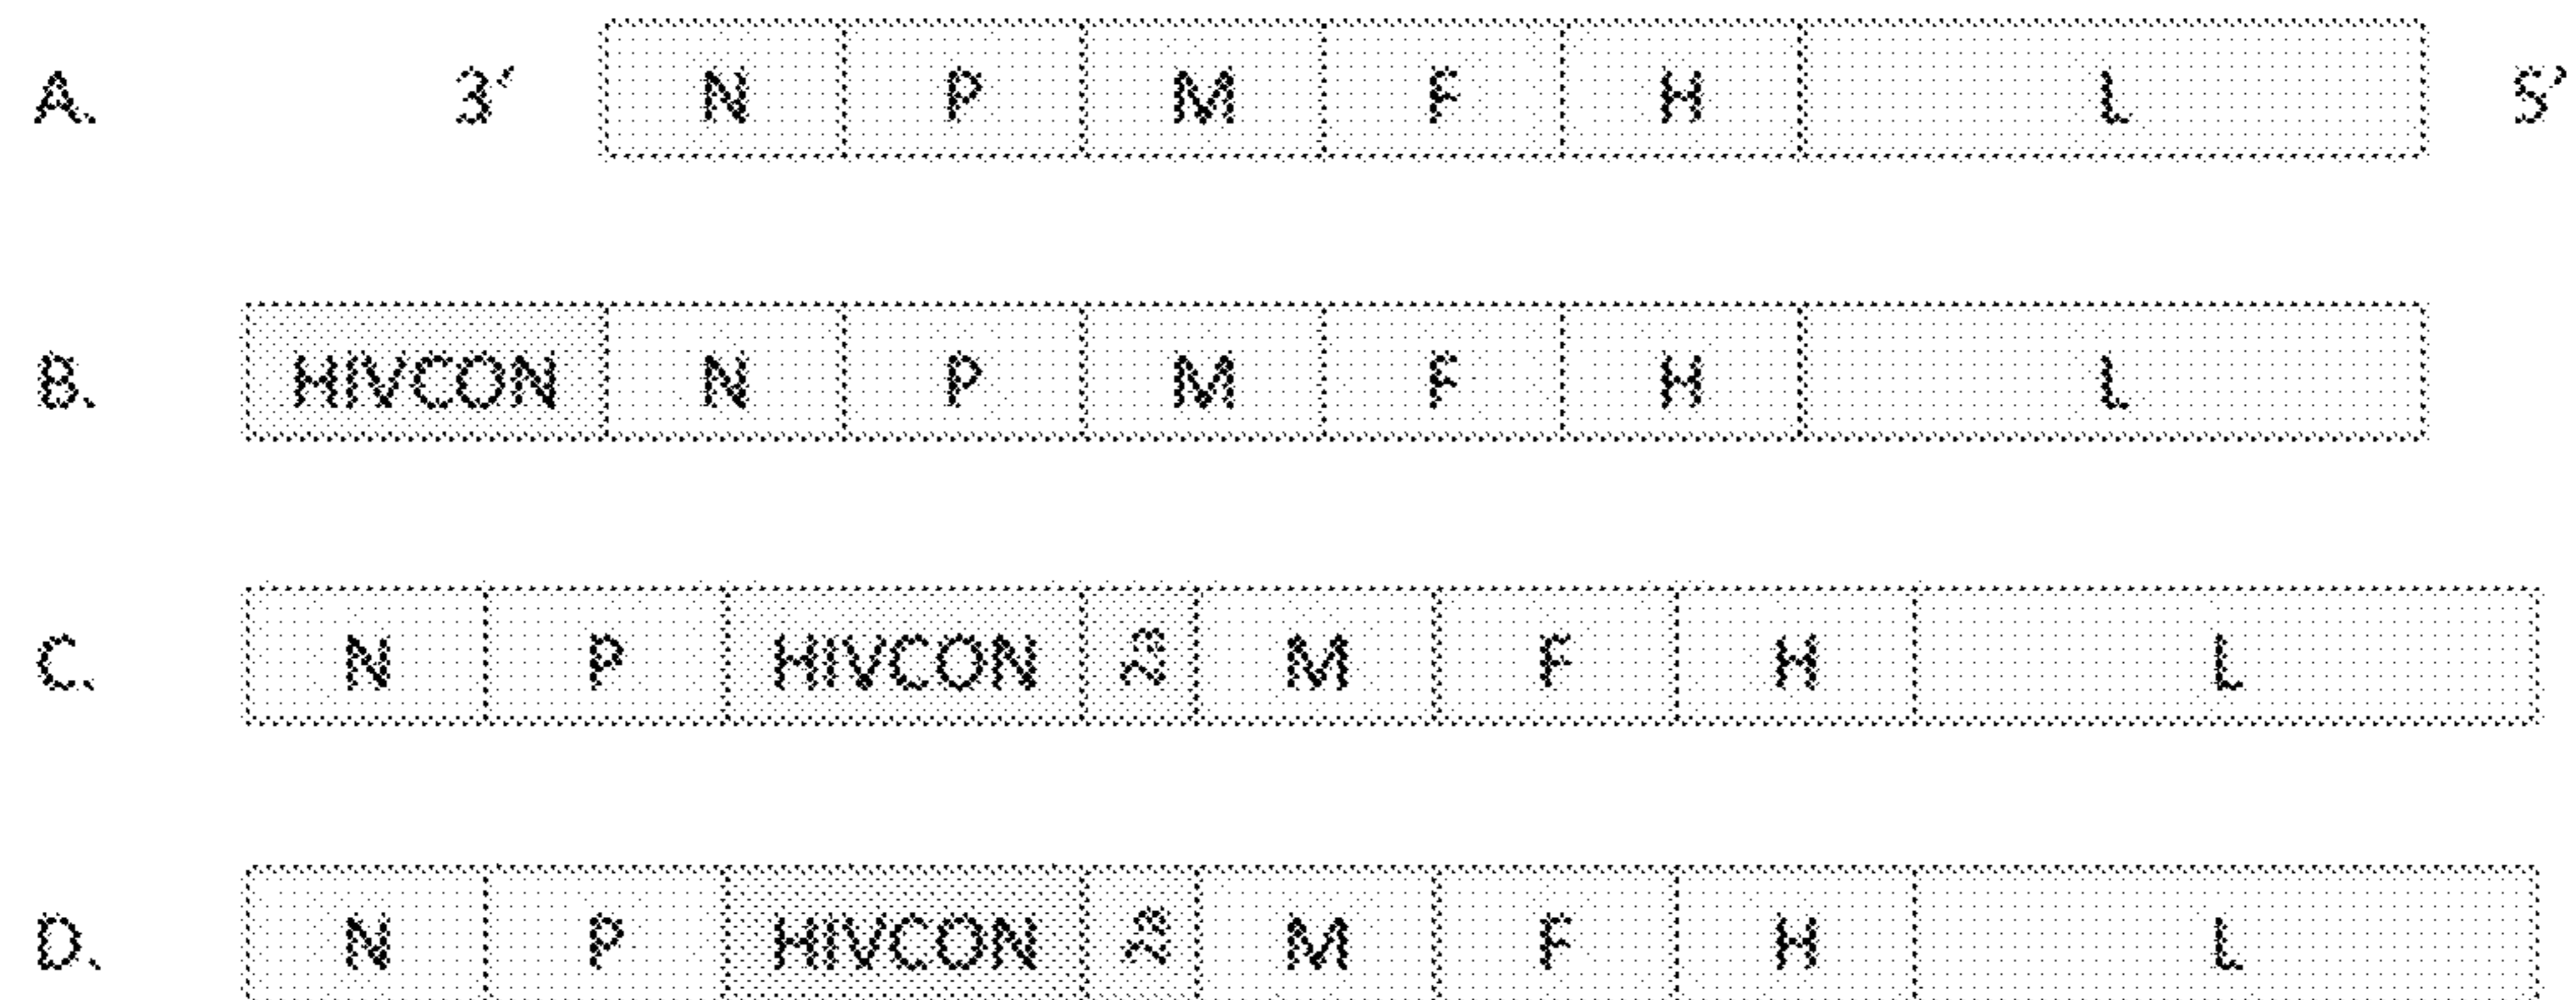 A. 3′ N P M F H L 5’
B. HIVCON N P M F H L
C. N P HIVCON M F H L
D. N P HIVCON M F H L